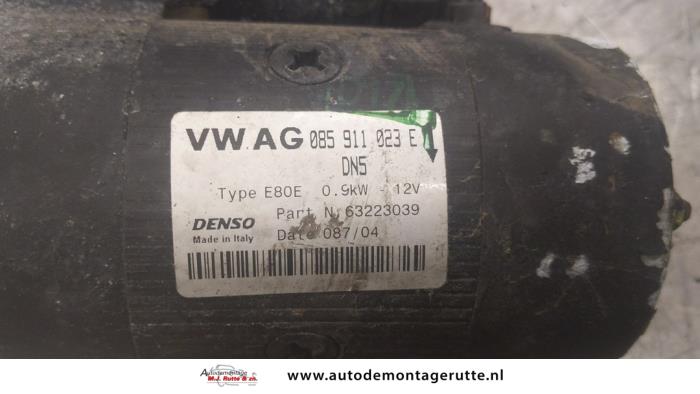 VW.AG 085 911 023 E
DN5
Type E80E 0.9kW - 12V
DENSO Part N. 63223039
Made in Italy Date 087/04
Autodemontage
M.J. Rutte & zn.
www.autodemontagerutte.nl